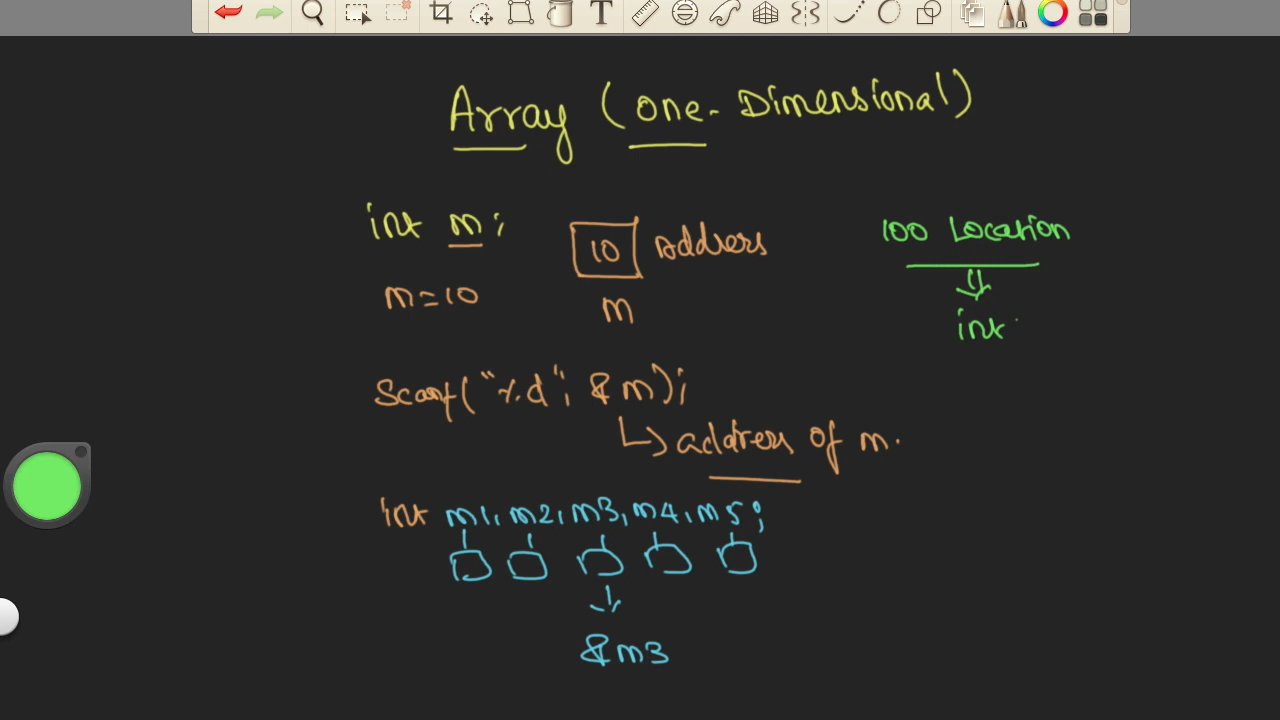 Array (one-Dimensional)
int m;
10 Address
100 Location
m=10
m
int
Scanf("%d"; &m);
address of m.
int m1, m2, m3, m4, m5;
&m3